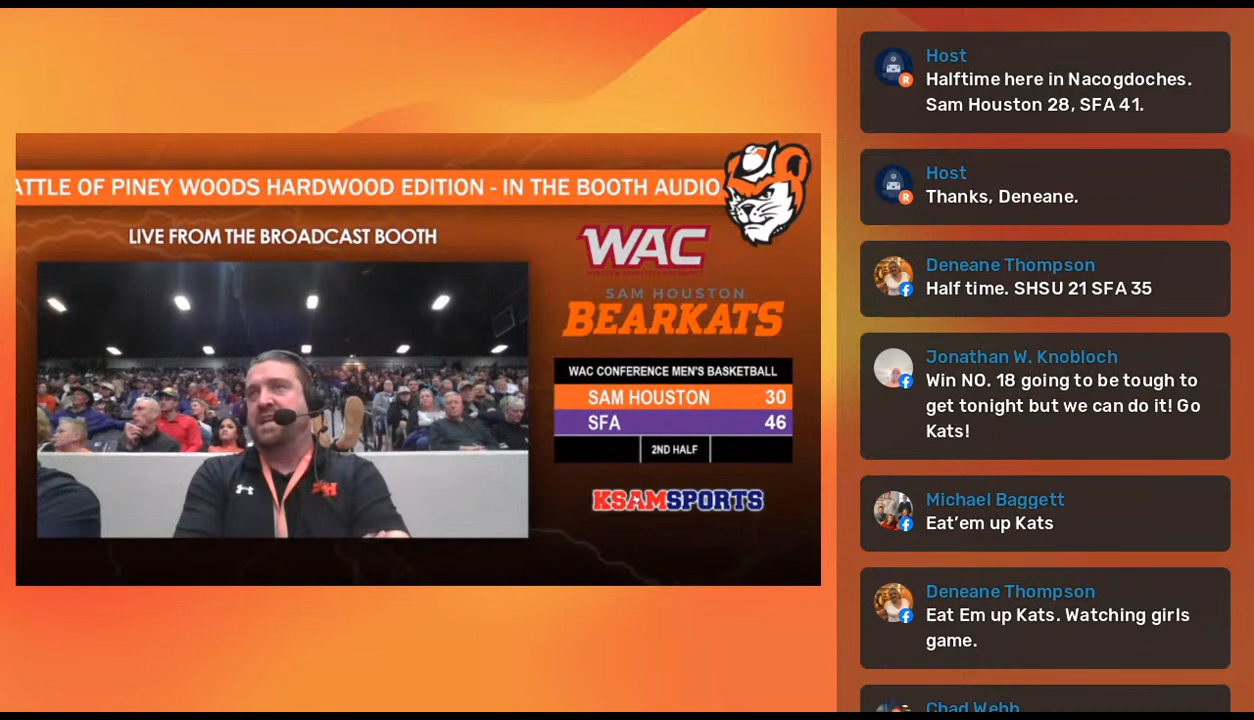 ATTLE OF PINEY WOODS HARDWOOD EDITION - IN THE BOOTH AUDIO
LIVE FROM THE BROADCAST BOOTH
WAC
SAM HOUSTON
BEARKATS
WAC CONFERENCE MEN'S BASKETBALL
SAM HOUSTON 30
SFA 46
2ND HALF
KSAMSPORTS
Host
Halftime here in Nacogdoches.
Sam Houston 28, SFA 41.
Host
Thanks, Deneane.
Deneane Thompson
Half time. SHSU 21 SFA 35
Jonathan W. Knobloch
Win NO. 18 going to be tough to
get tonight but we can do it! Go
Kats!
Michael Baggett
Eat’em up Kats
Deneane Thompson
Eat Em up Kats. Watching girls
game.
Chad Webb